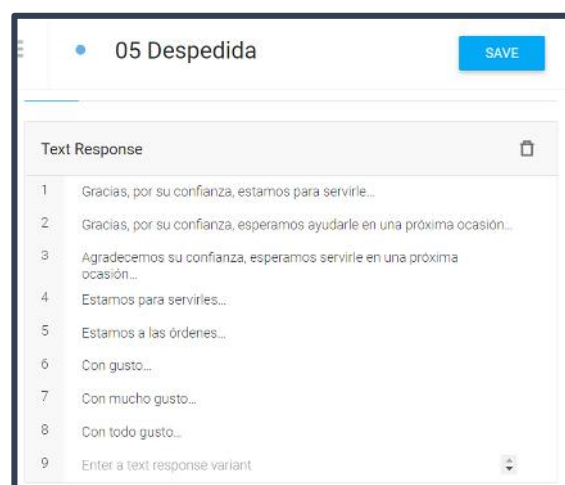 05 Despedida
SAVE
Text Response
1 Gracias, por su confianza, estamos para servirle...
2 Gracias, por su confianza, esperamos ayudarle en una próxima ocasión...
3 Agradecemos su confianza, esperamos servirle en una próxima
ocasión...
4 Estamos para servirles...
5 Estamos a las órdenes...
6 Con gusto...
7 Con mucho gusto...
8 Con todo gusto...
9 Enter a text response variant